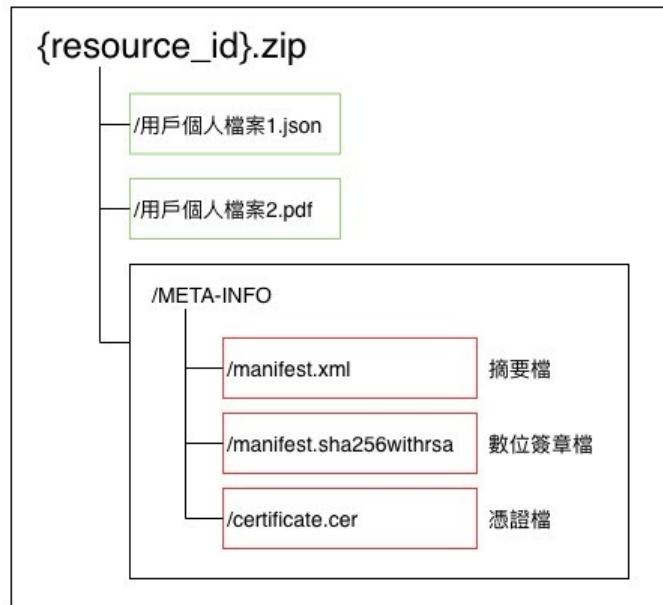 {resource_id}.zip
/用戶個人檔案1.json
/用戶個人檔案2.pdf
/META-INFO
/manifest.xml 摘要檔
/manifest.sha256withrsa 數位簽章檔
/certificate.cer 憑證檔